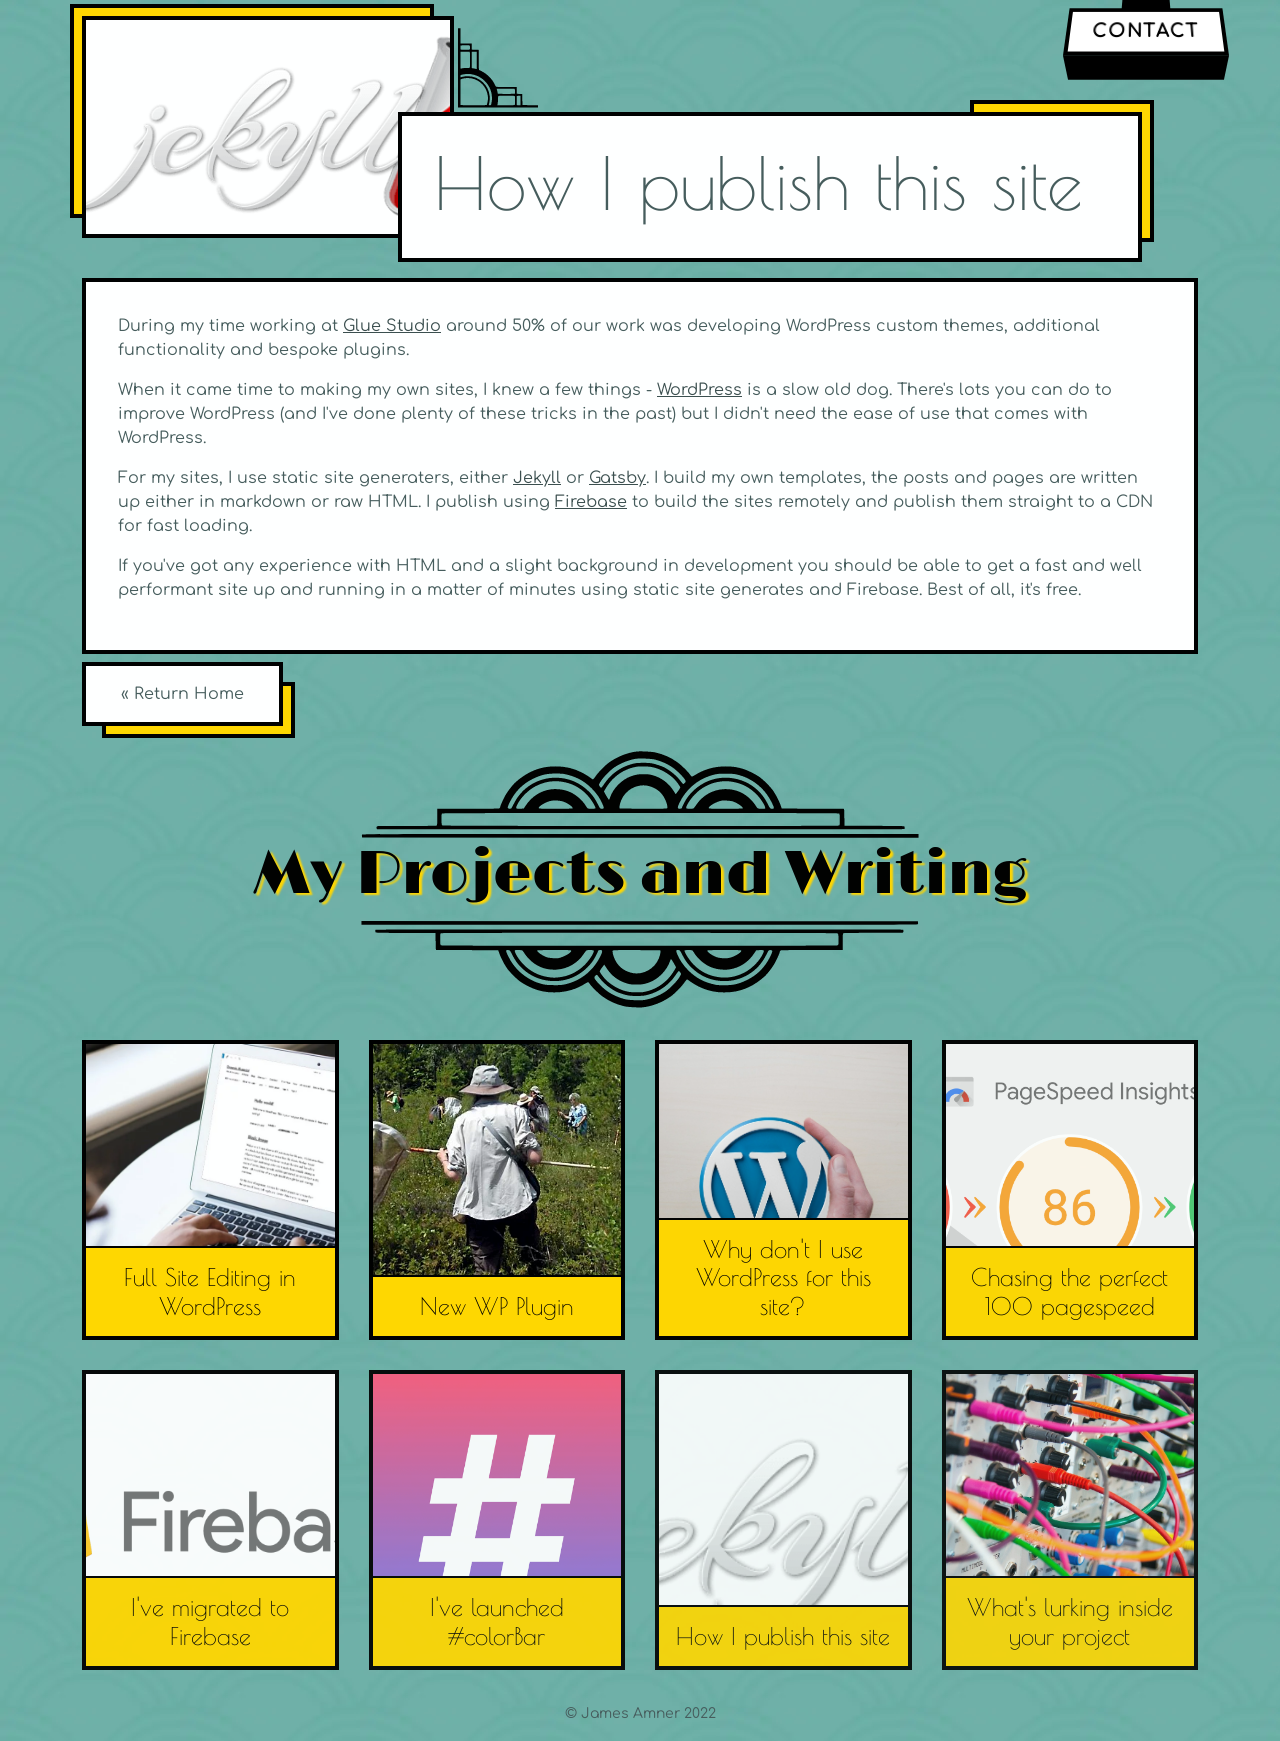 CONTACT
jekyll
How I publish this site
During my time working at Glue Studio around 50% of our work was developing WordPress custom themes, additional
functionality and bespoke plugins.
When it came time to making my own sites, I knew a few things - WordPress is a slow old dog. There's lots you can do to
improve WordPress (and I've done plenty of these tricks in the past) but I didn't need the ease of use that comes with
WordPress.
For my sites, I use static site generaters, either Jekyll or Gatsby. I build my own templates, the posts and pages are written
up either in markdown or raw HTML. I publish using Firebase to build the sites remotely and publish them straight to a CDN
for fast loading.
If you've got any experience with HTML and a slight background in development you should be able to get a fast and well
performant site up and running in a matter of minutes using static site generates and Firebase. Best of all, it's free.
« Return Home
My Projects and Writing
Full Site Editing in
WordPress
New WP Plugin
W
Why don't I use
WordPress for this
site?
PageSpeed Insights
86
Chasing the perfect
100 pagespeed
Fireba
I've migrated to
Firebase
#
I've launched
#colorBar
ekyl
How I publish this site
What's lurking inside
your project
© James Amner 2022